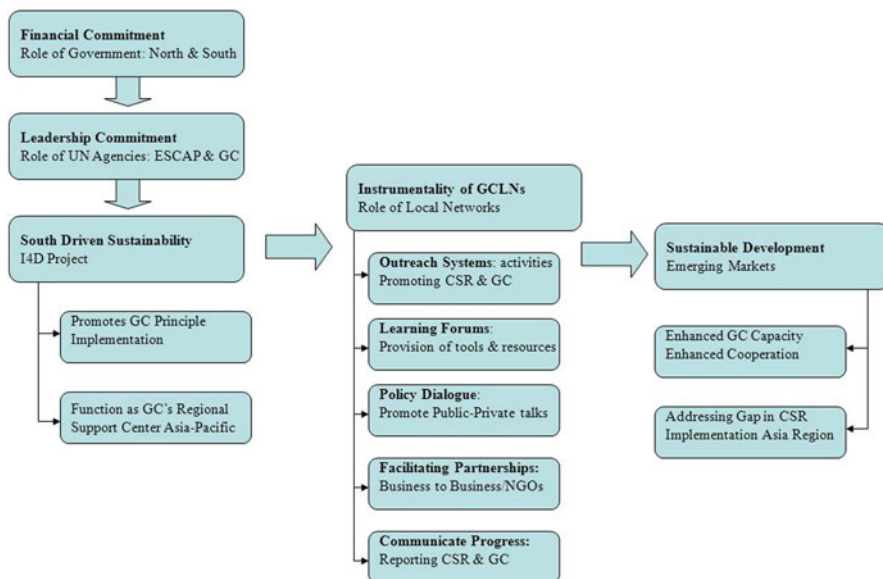 Financial Commitment
Role of Government: North & South
Leadership Commitment
Role of UN Agencies: ESCAP & GC
South Driven Sustainability
I4D Project
Promotes GC Principle
Implementation
Function as GC's Regional
Support Center Asia-Pacific
Instrumentality of GCLNs
Role of Local Networks
Outreach Systems: activities
Promoting CSR & GC
Learning Forums:
Provision of tools & resources
Policy Dialogue:
Promote Public-Private talks
Facilitating Partnerships:
Business to Business/NGOs
Communicate Progress:
Reporting CSR & GC
Sustainable Development
Emerging Markets
Enhanced GC Capacity
Enhanced Cooperation
Addressing Gap in CSR
Implementation Asia Region